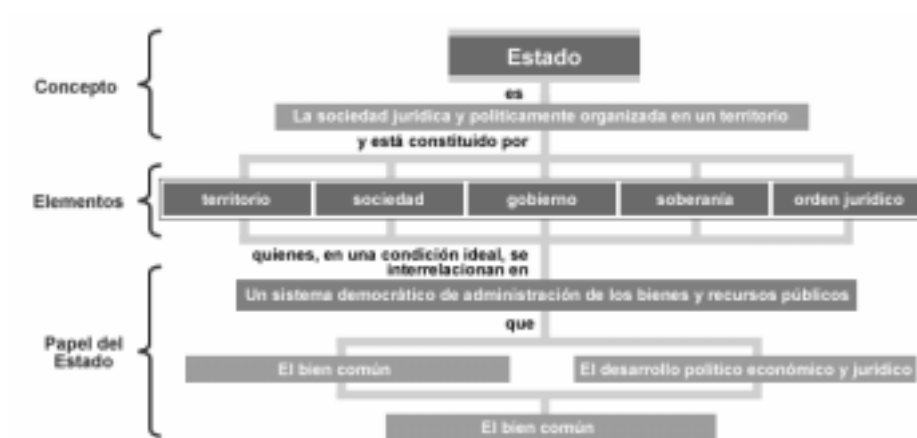 Estado
Concepto
es
La sociedad jurídica y políticamente organizada en un territorio
y está constituido por
Elementos
territorio
sociedad
gobierno
soberanía
orden jurídico
quienes, en una condición ideal, se
interrelacionan en
Un sistema democrático de administración de los bienes y recursos públicos
que
Papel del
Estado
El bien común
El desarrollo político económico y jurídico
El bien común